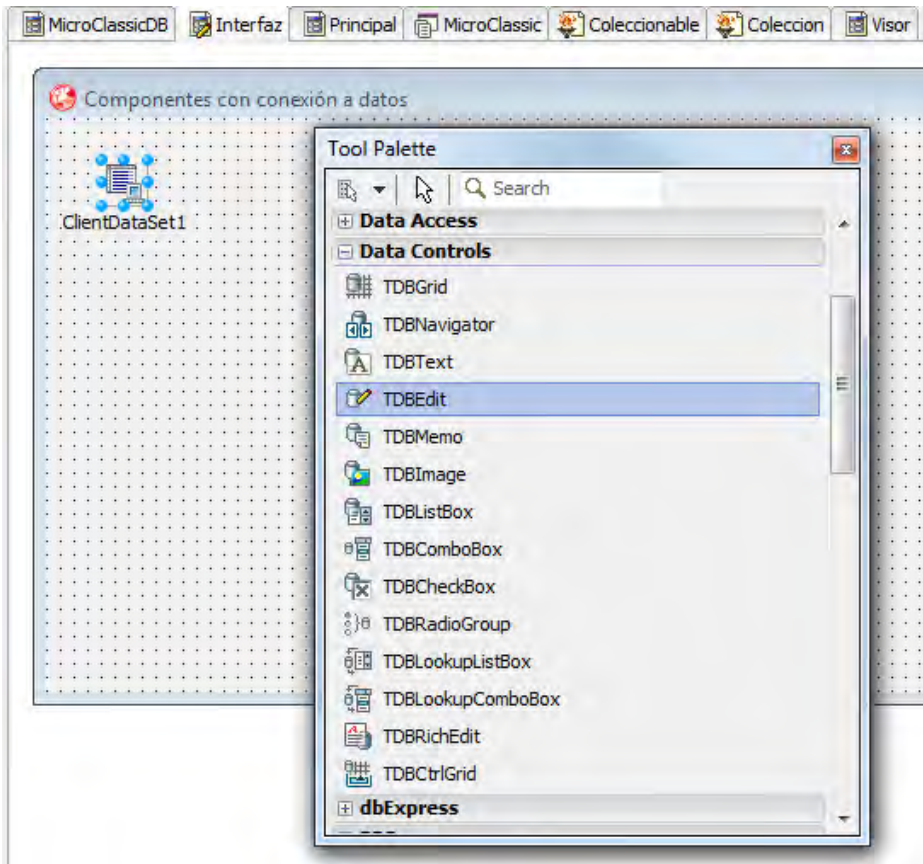 MicroClassicDB Interfaz Principal MicroClassic Coleccionable Coleccion Visor
Componentes con conexión a datos
ClientDataSet1
Tool Palette
Search
Data Access
Data Controls
TDBGrid
TDBNavigator
TDBText
TDBEdit
TDBMemo
TDBImage
TDBListBox
TDBComboBox
TDBCheckBox
TDBRadioGroup
TDBLookupListBox
TDBLookupComboBox
TDBRichEdit
TDBCtrlGrid
dbExpress